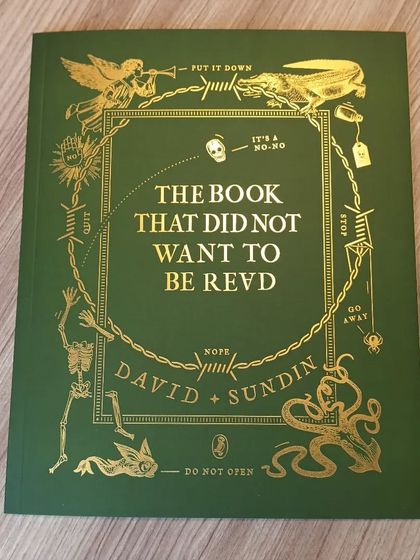 PUT IT DOWN
IT'S A
NO-NO
NO
THE BOOK
THAT DID NOT
WANT TO
BE REⱯD
QUIT
STOP
GO
AWAY
NOPE
DAVID SUNDIN
DO NOT OPEN